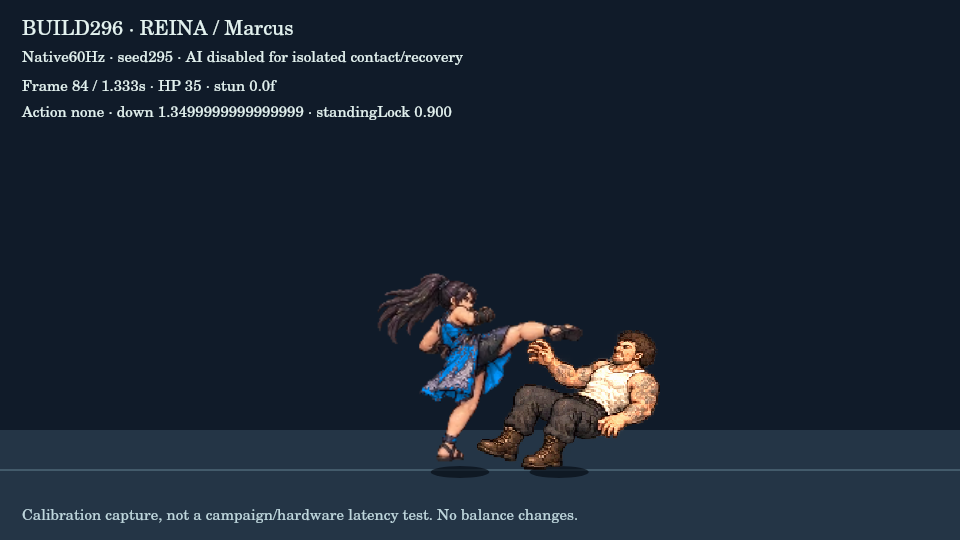 BUILD296 · REINA / Marcus
Native60Hz · seed295 · AI disabled for isolated contact/recovery
Frame 84 / 1.333s · HP 35 · stun 0.0f
Action none · down 1.3499999999999999 · standingLock 0.900
Calibration capture, not a campaign/hardware latency test. No balance changes.